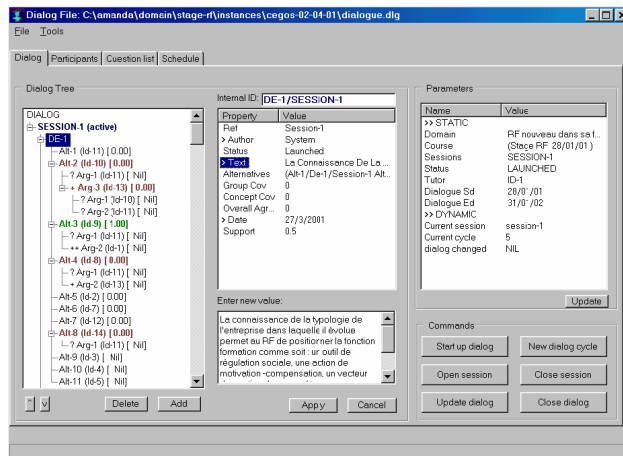 Dialog File: C:\amanda\domain\stage-rf\instances\cegos-02-04-01\dialogue.dlg
File Tools
Dialog Participants Cuestion list Schedule
Dialog Tree
DIALOG
SESSION-1 (active)
DE-1
Alt-1 (Id-11) [ 0.00]
Alt-2 (Id-10) [ 0.00]
? Arg-1 (Id-11) [ Nil]
+ Arg-3 (Id-13) [ 0.00]
? Arg-1 (Id-10) [ Nil]
? Arg-2 (Id-11) [ Nil]
Alt-3 (Id-9) [ 1.00]
? Arg-1 (Id-11) [ Nil]
++ Arg-2 (Id-1) [ Nil]
Alt-4 (Id-8) [ 0.00]
? Arg-1 (Id-11) [ Nil]
+ Arg-2 (Id-13) [ Nil]
Alt-5 (Id-2) [ 0.00]
Alt-6 (Id-7) [ 0.00]
Alt-7 (Id-12) [ 0.00]
Alt-8 (Id-14) [ 0.00]
? Arg-1 (Id-11) [ Nil]
Alt-9 (Id-3) [ Nil]
Alt-10 (Id-4) [ Nil]
Alt-11 (Id-5) [ Nil]
^ v Delete Add
Internal ID: DE-1/SESSION-1
Property Value
Ref Session-1
> Author System
Status Launched
> Text La Connaissance De La ...
Alternatives (Alt-1/De-1/Session-1 Alt...
Group Cov 0
Concept Cov 0
Overall Agr... 0
> Date 27/3/2001
Support 0.5
Enter new value:
La connaissance de la typologie de
l'entreprise dans laquelle il évolue
permet au RF de positionner la fonction
formation comme soit : un outil de
régulation sociale, une action de
motivation -compensation, un vecteur
Apply Cancel
Parameters
Name Value
>> STATIC
Domain RF nouveau dans sa f...
Course (Stage RF 28/01/01 )
Sessions SESSION-1
Status LAUNCHED
Tutor ID-1
Dialogue Sd 28/01/01
Dialogue Ed 31/01/02
>> DYNAMIC
Current session session-1
Current cycle 5
dialog changed NIL
Update
Commands
Start up dialog New dialog cycle
Open session Close session
Update dialog Close dialog